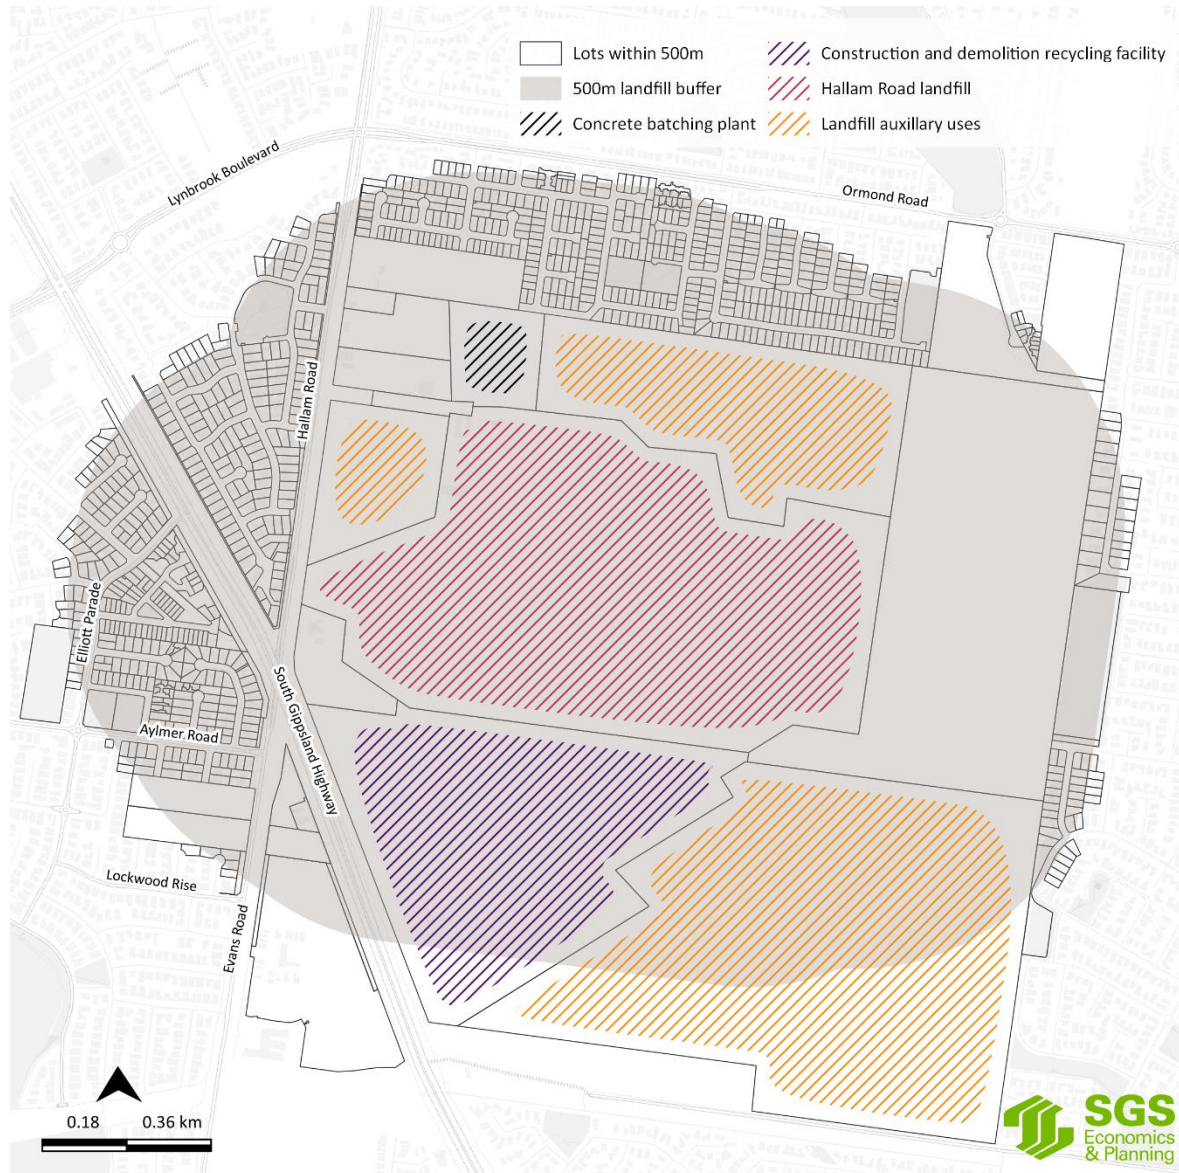 Lots within 500m
500m landfill buffer
Concrete batching plant
Construction and demolition recycling facility
Hallam Road landfill
Landfill auxillary uses
Lynbrook Boulevard
Ormond Road
Hallam Road
Elliott Parade
South Gippsland Highway
Aylmer Road
Lockwood Rise
Evans Road
0.18 0.36 km
SGS
Economics
& Planning